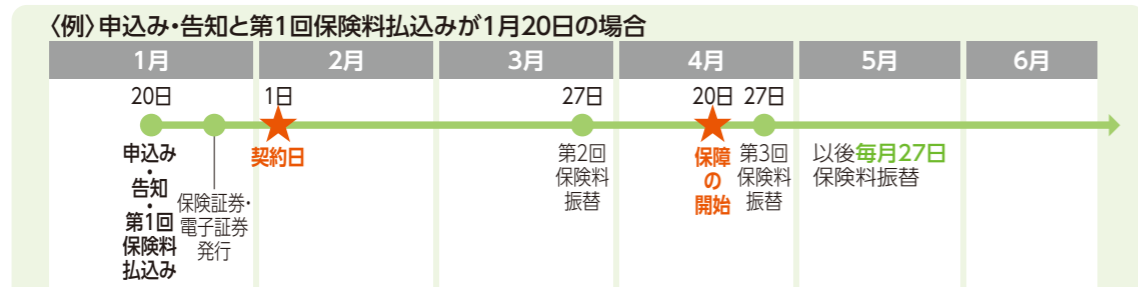 〈例〉申込み・告知と第1回保険料払込みが1月20日の場合
1月
2月
3月
4月
5月
6月
20日
1日
27日
20日
27日
申込み
・
告知
・
第1回
保険料
払込み
保険証券・
電子証券
発行
契約日
第2回
保険料
振替
保障
の
開始
第3回
保険料
振替
以後毎月27日
保険料振替